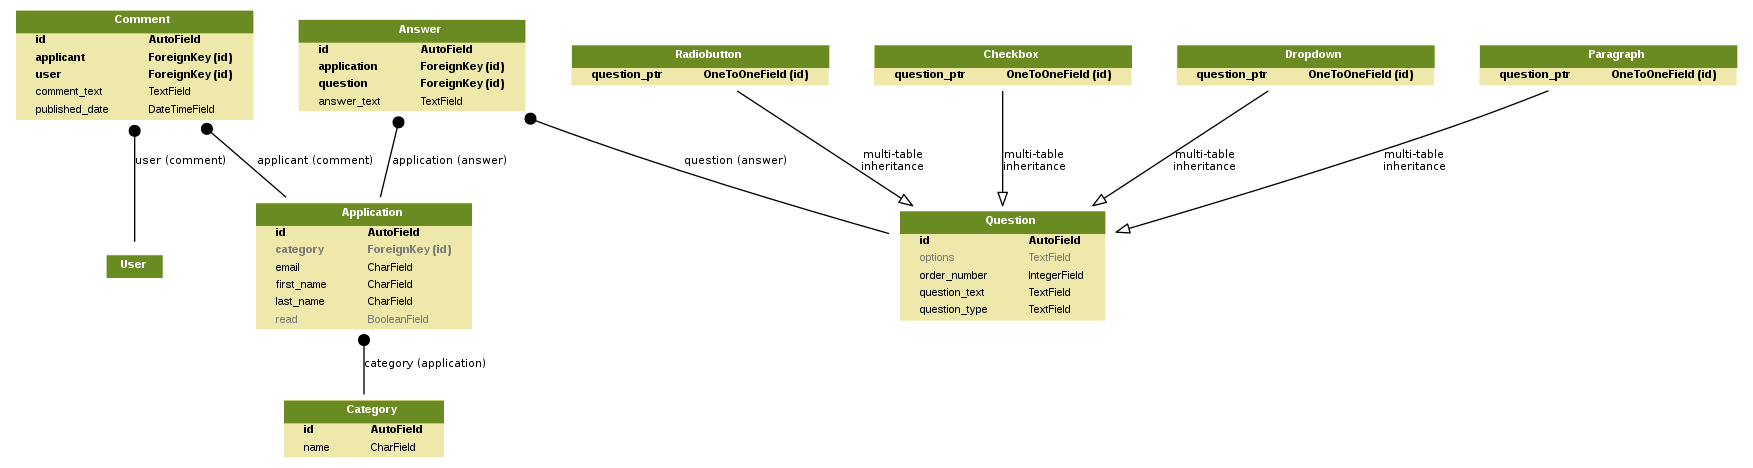 Comment
id AutoField
applicant ForeignKey (id)
user ForeignKey (id)
comment_text TextField
published_date DateTimeField
Answer
id AutoField
application ForeignKey (id)
question ForeignKey (id)
answer_text TextField
Radiobutton
question_ptr OneToOneField (id)
Checkbox
question_ptr OneToOneField (id)
Dropdown
question_ptr OneToOneField (id)
Paragraph
question_ptr OneToOneField (id)
user (comment)
applicant (comment)
application (answer)
question (answer)
multi-table
inheritance
multi-table
inheritance
multi-table
inheritance
multi-table
inheritance
User
Application
id AutoField
category ForeignKey (id)
email CharField
first_name CharField
last_name CharField
read BooleanField
Question
id AutoField
options TextField
order_number IntegerField
question_text TextField
question_type TextField
category (application)
Category
id AutoField
name CharField